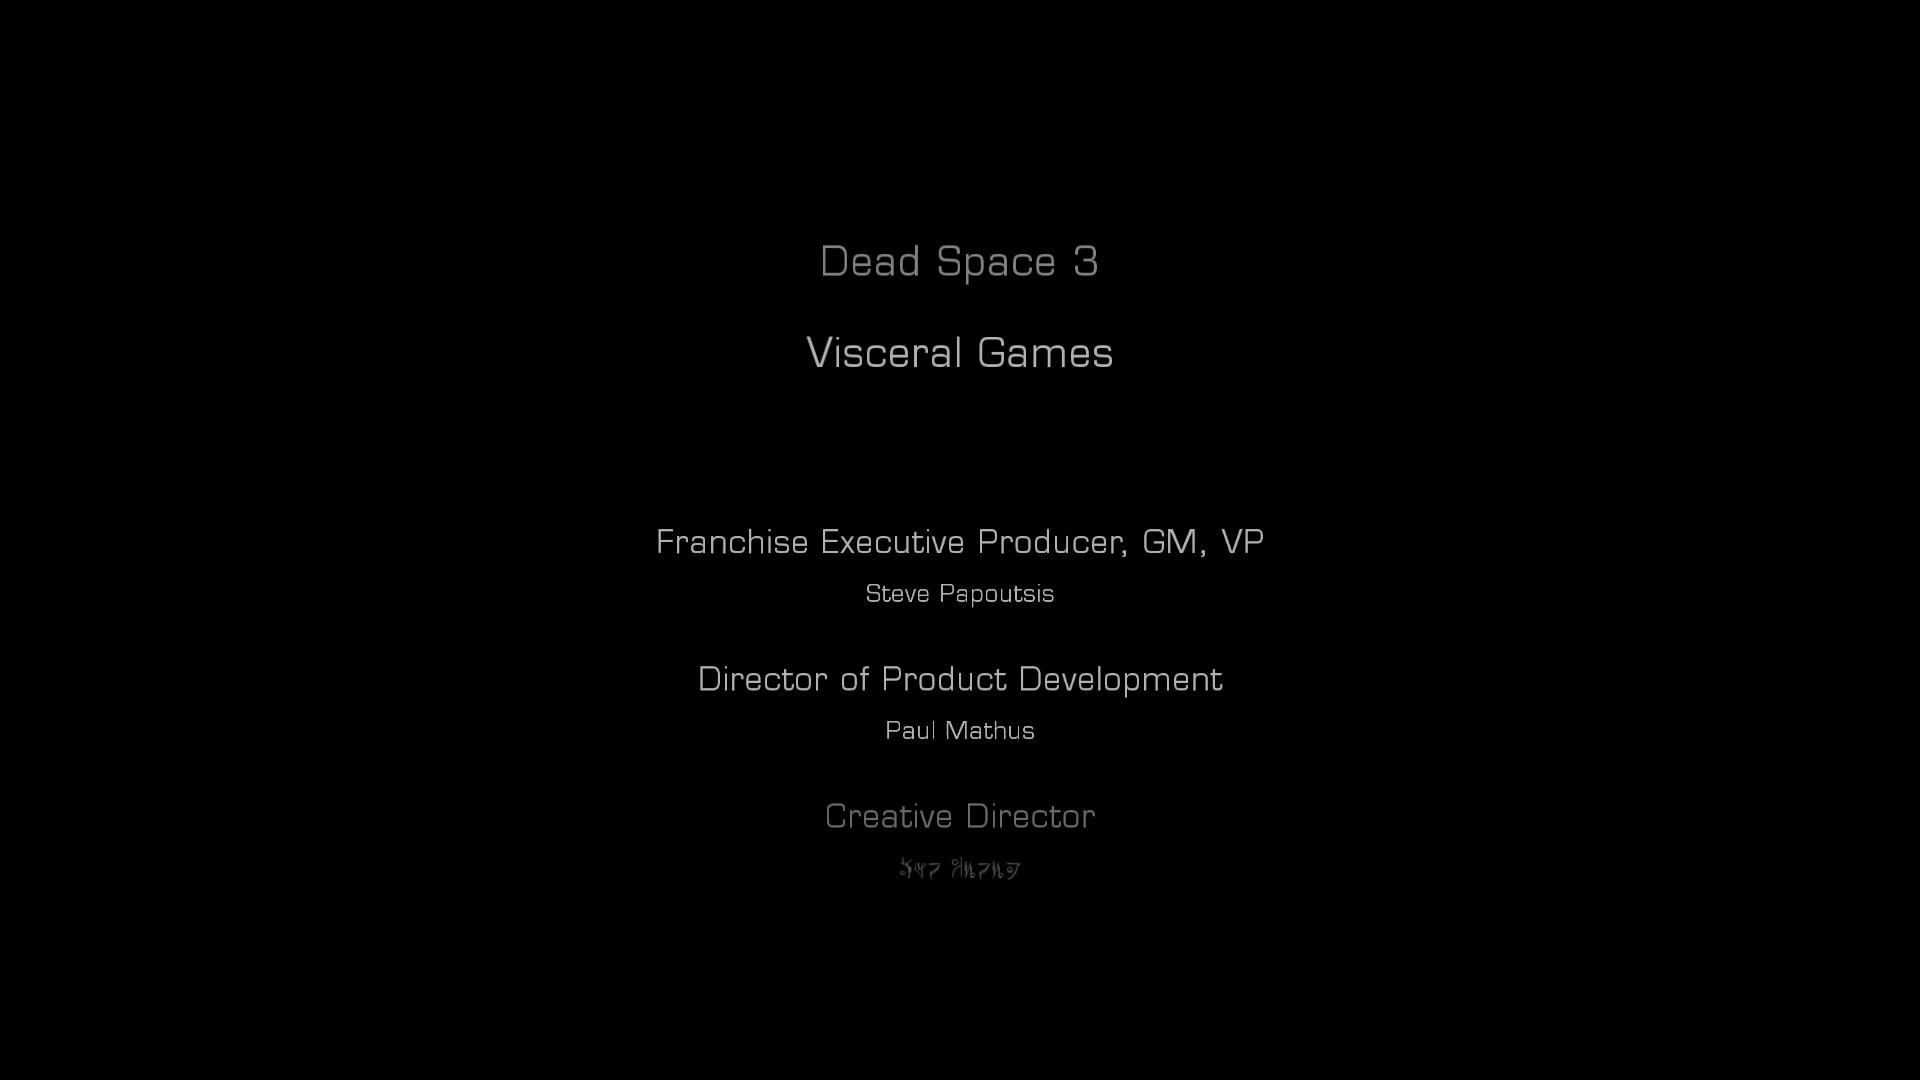 Dead Space 3
Visceral Games
Franchise Executive Producer, GM, VP
Steve Papoutsis
Director of Product Development
Paul Mathus
Creative Director